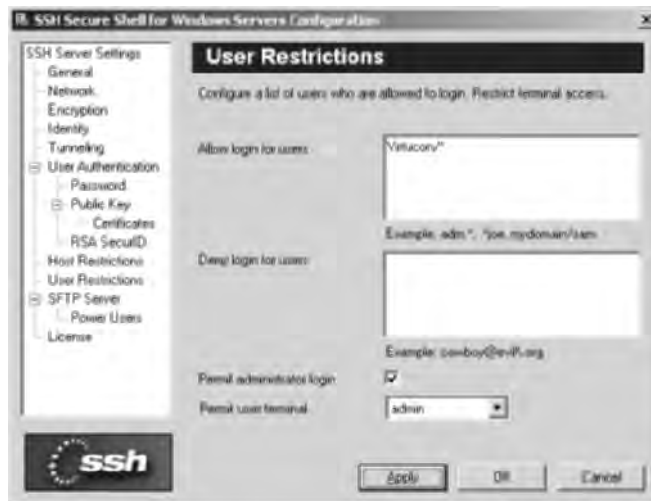 SSH Secure Shell for Windows Servers Configuration
SSH Server Settings
General
Network
Encryption
Identity
Tunneling
User Authentication
Password
Public Key
Certificates
RSA SecurID
Host Restrictions
User Restrictions
SFTP Server
Power Users
License
ssh
User Restrictions
Configure a list of users who are allowed to login. Restrict terminal access.
Allow login for users
Example: adm.*, *joe, mydomain/sam
Deny login for users
Example: cowboy@evil\.org
Permit administrator login
Permit user terminal
admin
Apply
OK
Cancel